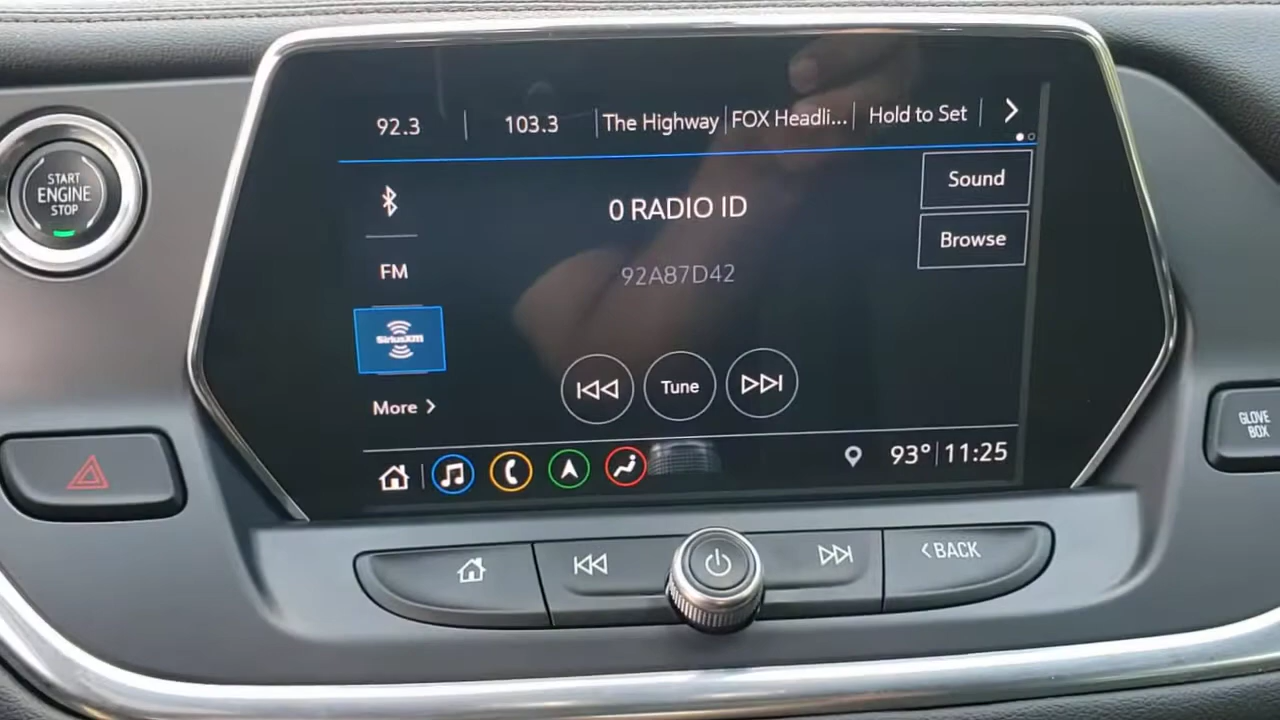 92.3
103.3
The Highway
FOX Headli...
Hold to Set
START
ENGINE
STOP
Sound
0 RADIO ID
Browse
FM
92A87D42
SiriusXM
Tune
More
GLOVE
BOX
93° 11:25
BACK